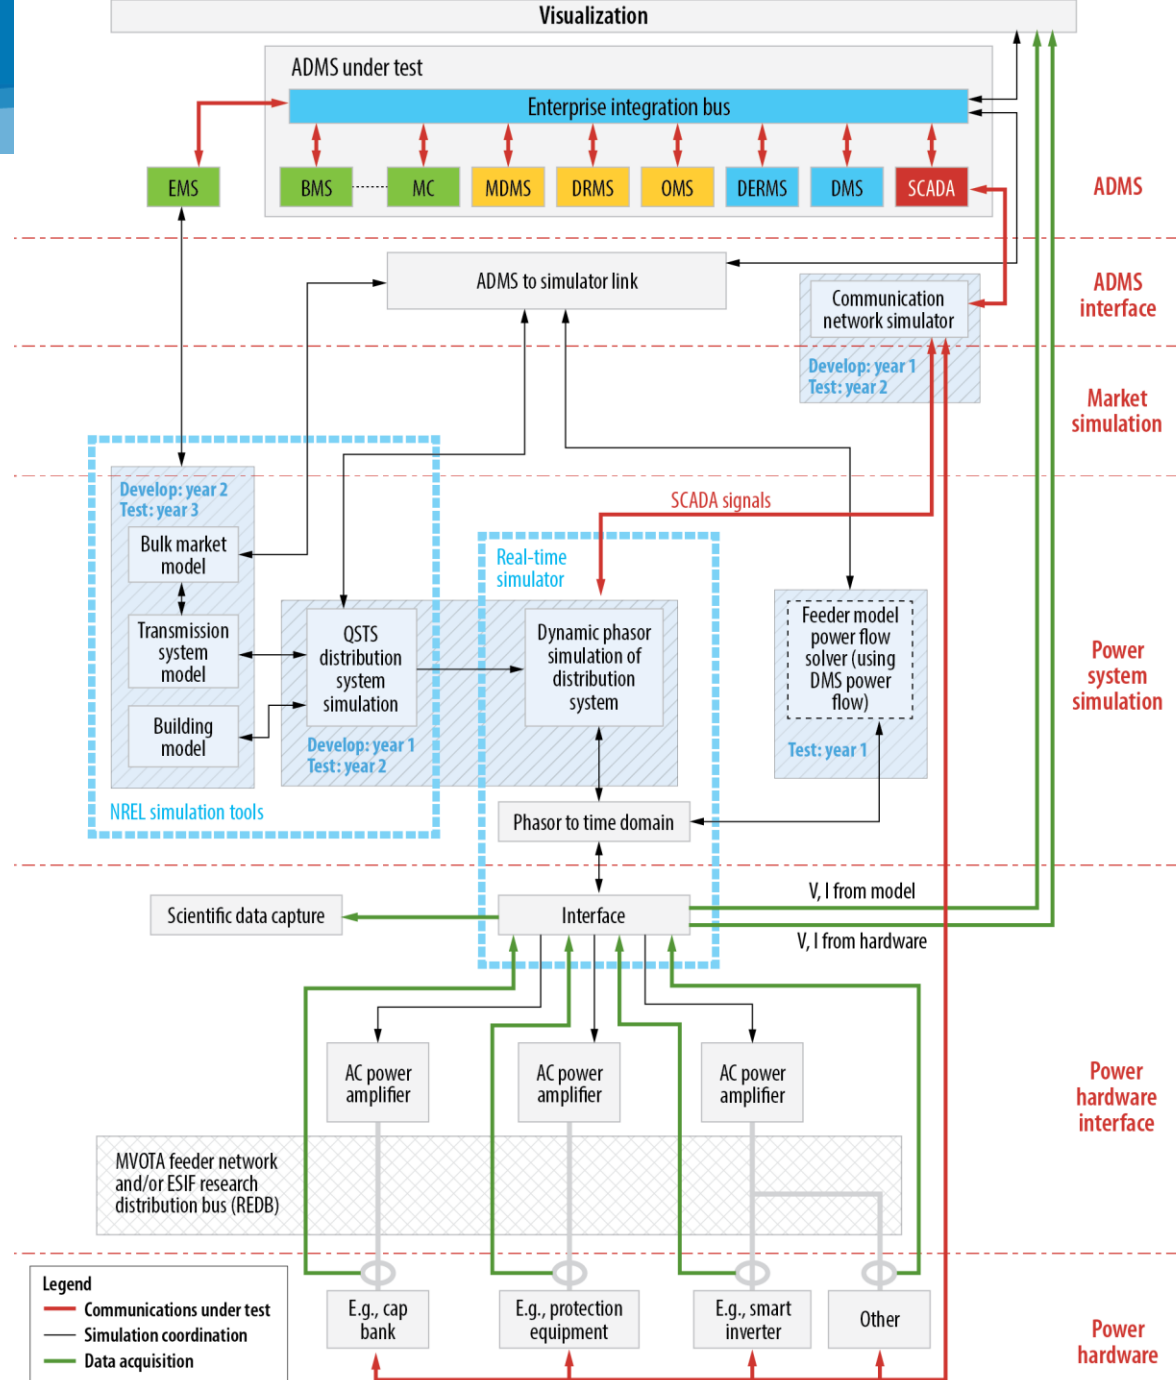 Visualization
ADMS under test
Enterprise integration bus
EMS
BMS
MC
MDMS
DRMS
OMS
DERMS
DMS
SCADA
ADMS
ADMS to simulator link
Communication
network simulator
ADMS
interface
Develop: year 1
Test: year 2
Market
simulation
Develop: year 2
Test: year 3
SCADA signals
Bulk market
model
Real-time
simulator
Transmission
system
model
QSTS
distribution
system
simulation
Dynamic phasor
simulation of
distribution
system
Feeder model
power flow
solver (using
DMS power
flow)
Power
system
simulation
Building
model
Develop: year 1
Test: year 2
Test: year 1
NREL simulation tools
Phasor to time domain
Scientific data capture
Interface
V, I from model
V, I from hardware
AC power
amplifier
AC power
amplifier
AC power
amplifier
Power
hardware
interface
MVOTA feeder network
and/or ESIF research
distribution bus (REDB)
Legend
Communications under test
Simulation coordination
Data acquisition
E.g., cap
bank
E.g., protection
equipment
E.g., smart
inverter
Other
Power
hardware